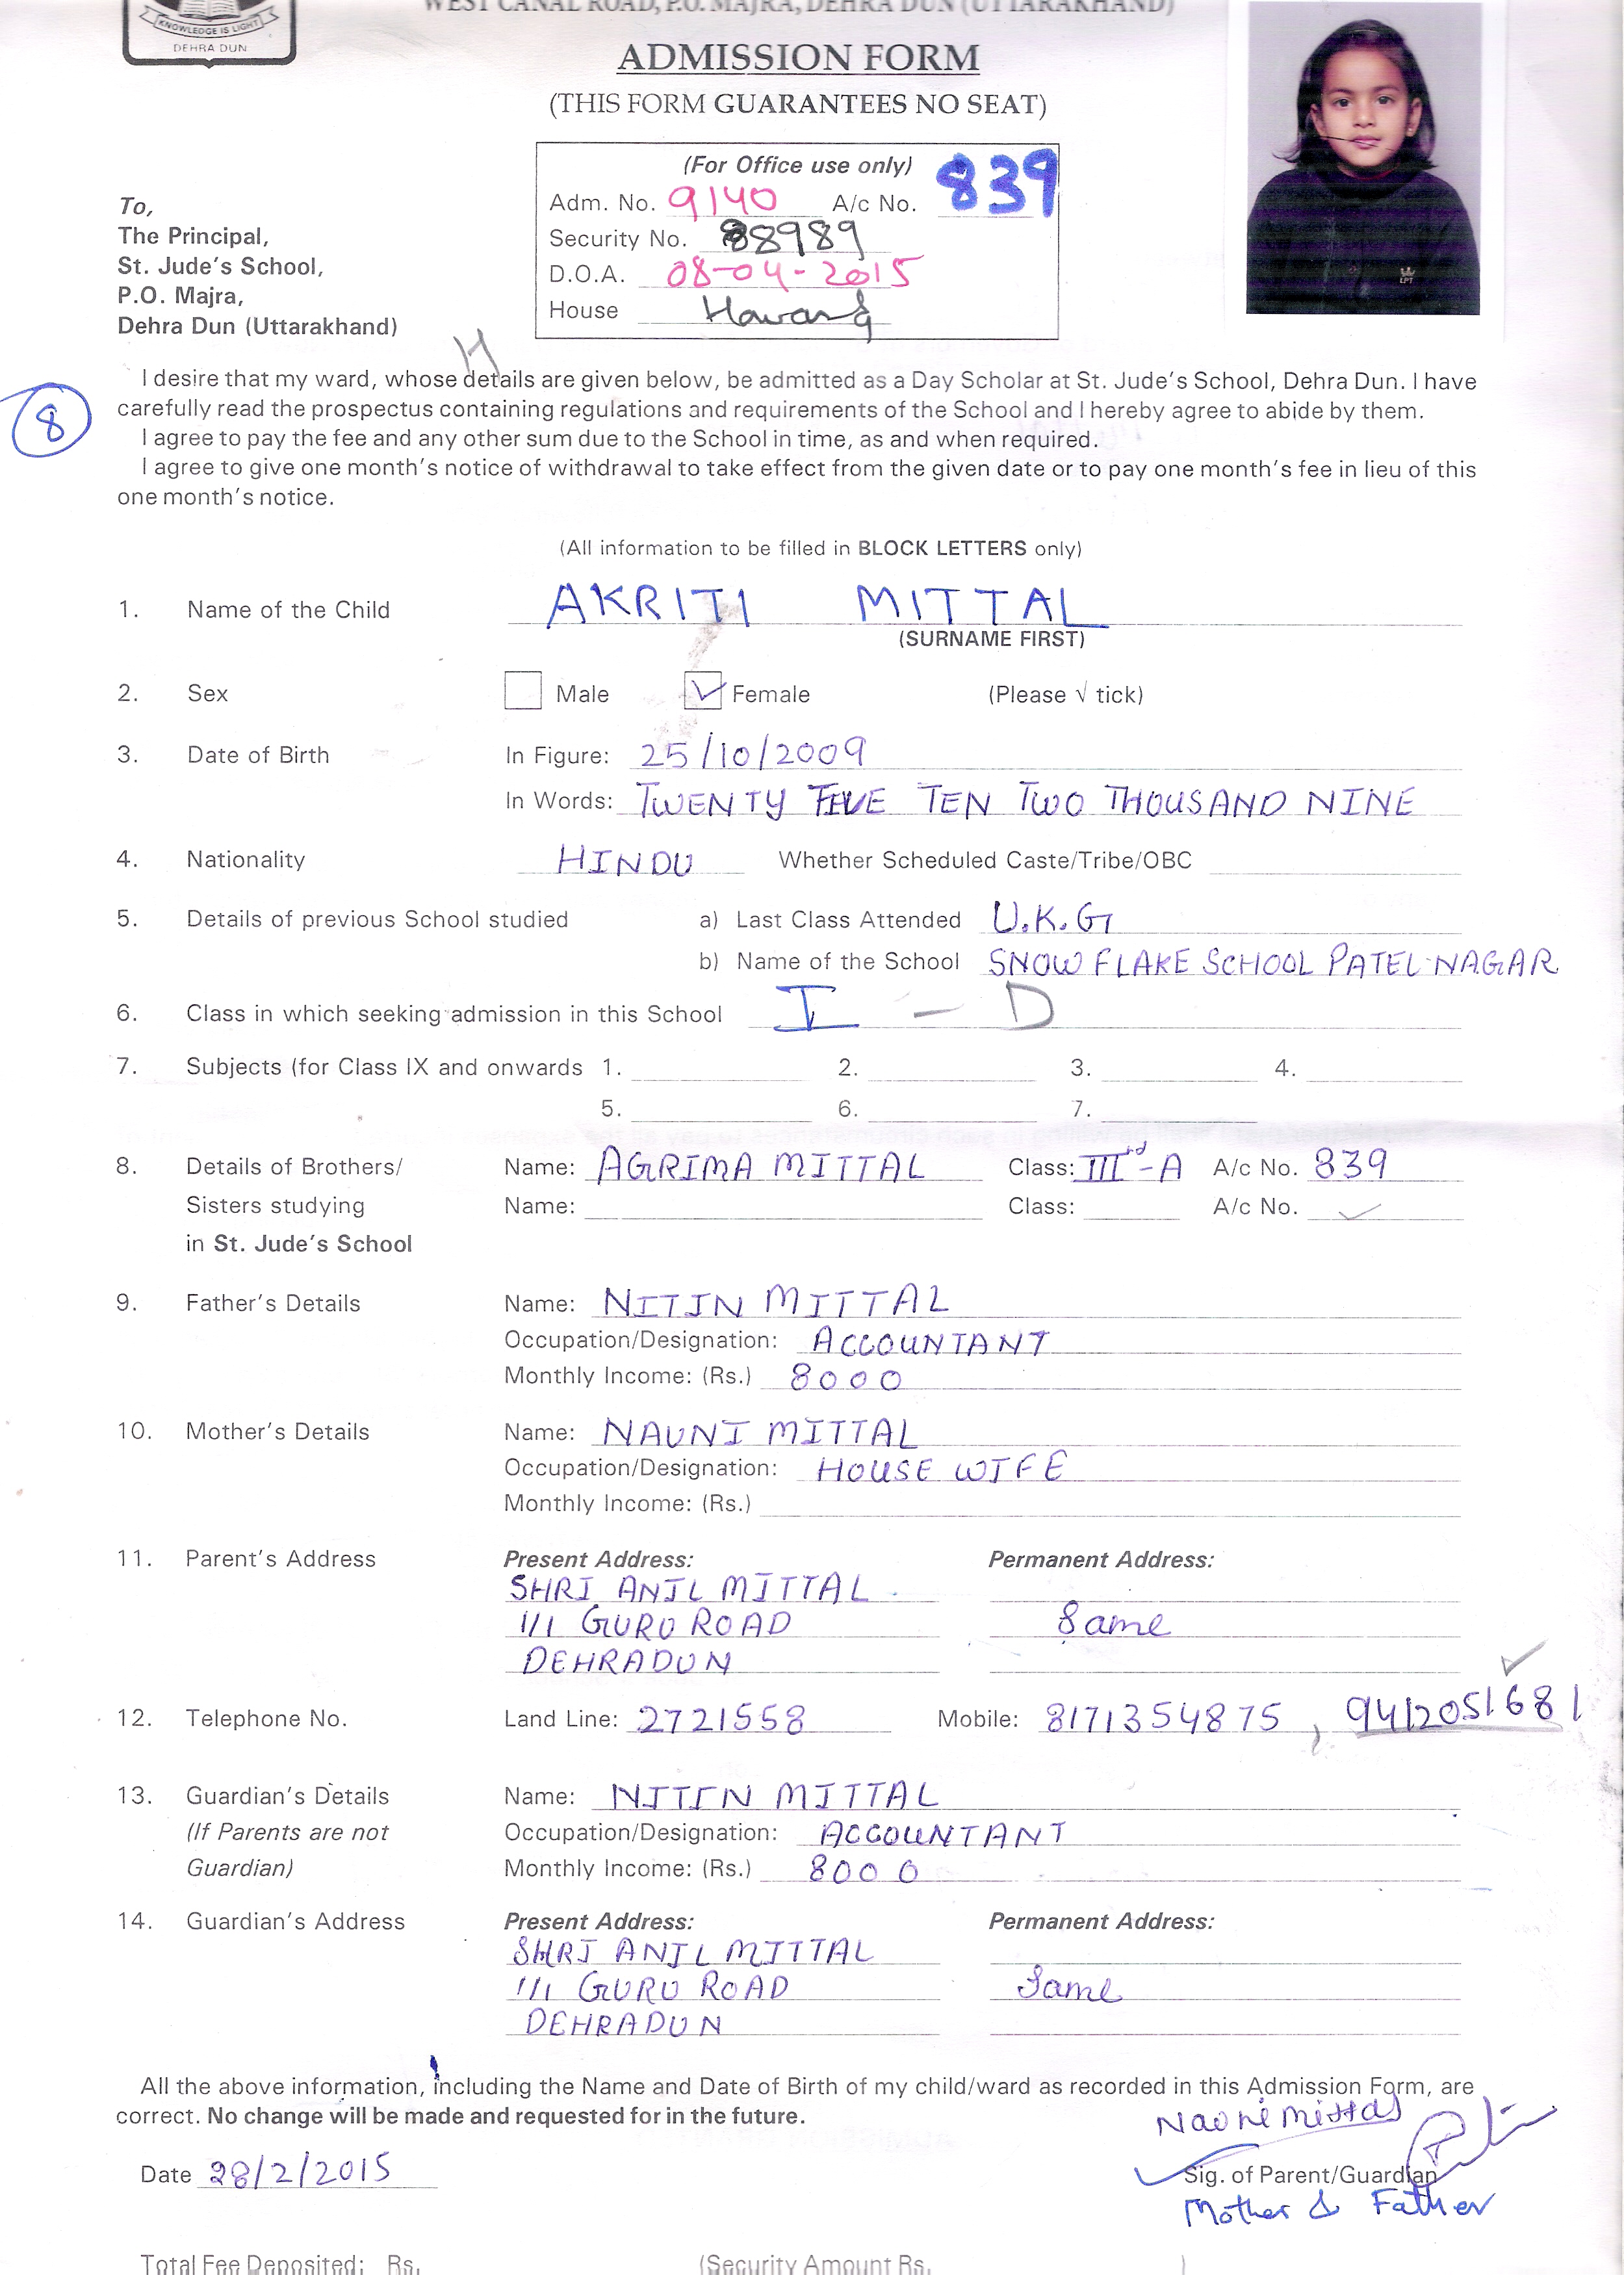 WEST CANAL ROAD, P.O. MAJRA, DEHRA DUN (UTTARAKHAND)
KNOWLEDGE IS LIGHT
DEHRA DUN
ADMISSION FORM
(THIS FORM GUARANTEES NO SEAT)
(For Office use only)
Adm. No. 9140 A/c No. 839
Security No. 88989
D.O.A. 08-04-2015
House
To,
The Principal,
St. Jude's School,
P.O. Majra,
Dehra Dun (Uttarakhand)
H
8
I desire that my ward, whose details are given below, be admitted as a Day Scholar at St. Jude's School, Dehra Dun. I have
carefully read the prospectus containing regulations and requirements of the School and I hereby agree to abide by them.
I agree to pay the fee and any other sum due to the School in time, as and when required.
I agree to give one month's notice of withdrawal to take effect from the given date or to pay one month's fee in lieu of this
one month's notice.
(All information to be filled in BLOCK LETTERS only)
1. Name of the Child AKRITI MITTAL
(SURNAME FIRST)
2. Sex Male ✓ Female (Please √ tick)
3. Date of Birth In Figure: 25/10/2009
In Words: TWENTY FIVE TEN TWO THOUSAND NINE
4. Nationality HINDU Whether Scheduled Caste/Tribe/OBC
5. Details of previous School studied a) Last Class Attended U.K.G
b) Name of the School SNOW FLAKE SCHOOL PATEL NAGAR
6. Class in which seeking admission in this School I - D
7. Subjects (for Class IX and onwards 1. 2. 3. 4.
5. 6. 7.
8. Details of Brothers/ Name: AGRIMA MITTAL Class: IIIrd-A A/c No. 839
Sisters studying Name: Class: A/c No. ✓
in St. Jude's School
9. Father's Details Name: NITIN MITTAL
Occupation/Designation: ACCOUNTANT
Monthly Income: (Rs.) 8000
10. Mother's Details Name: NAUNI MITTAL
Occupation/Designation: HOUSE WIFE
Monthly Income: (Rs.)
11. Parent's Address Present Address: Permanent Address:
SHRI ANIL MITTAL
1/1 GURU ROAD Same
DEHRADUN
12. Telephone No. Land Line: 2721558 Mobile: 8171354875, 9412051681
13. Guardian's Details Name: NITIN MITTAL
(If Parents are not Occupation/Designation: ACCOUNTANT
Guardian) Monthly Income: (Rs.) 8000
14. Guardian's Address Present Address: Permanent Address:
SHRI ANIL MITTAL
1/1 GURU ROAD Same
DEHRADUN
All the above information, including the Name and Date of Birth of my child/ward as recorded in this Admission Form, are
correct. No change will be made and requested for in the future.
Nauni Mittal
Date 28/2/2015 Sig. of Parent/Guardian
Mother & Father
Total Fee Deposited: Rs. (Security Amount Rs. )